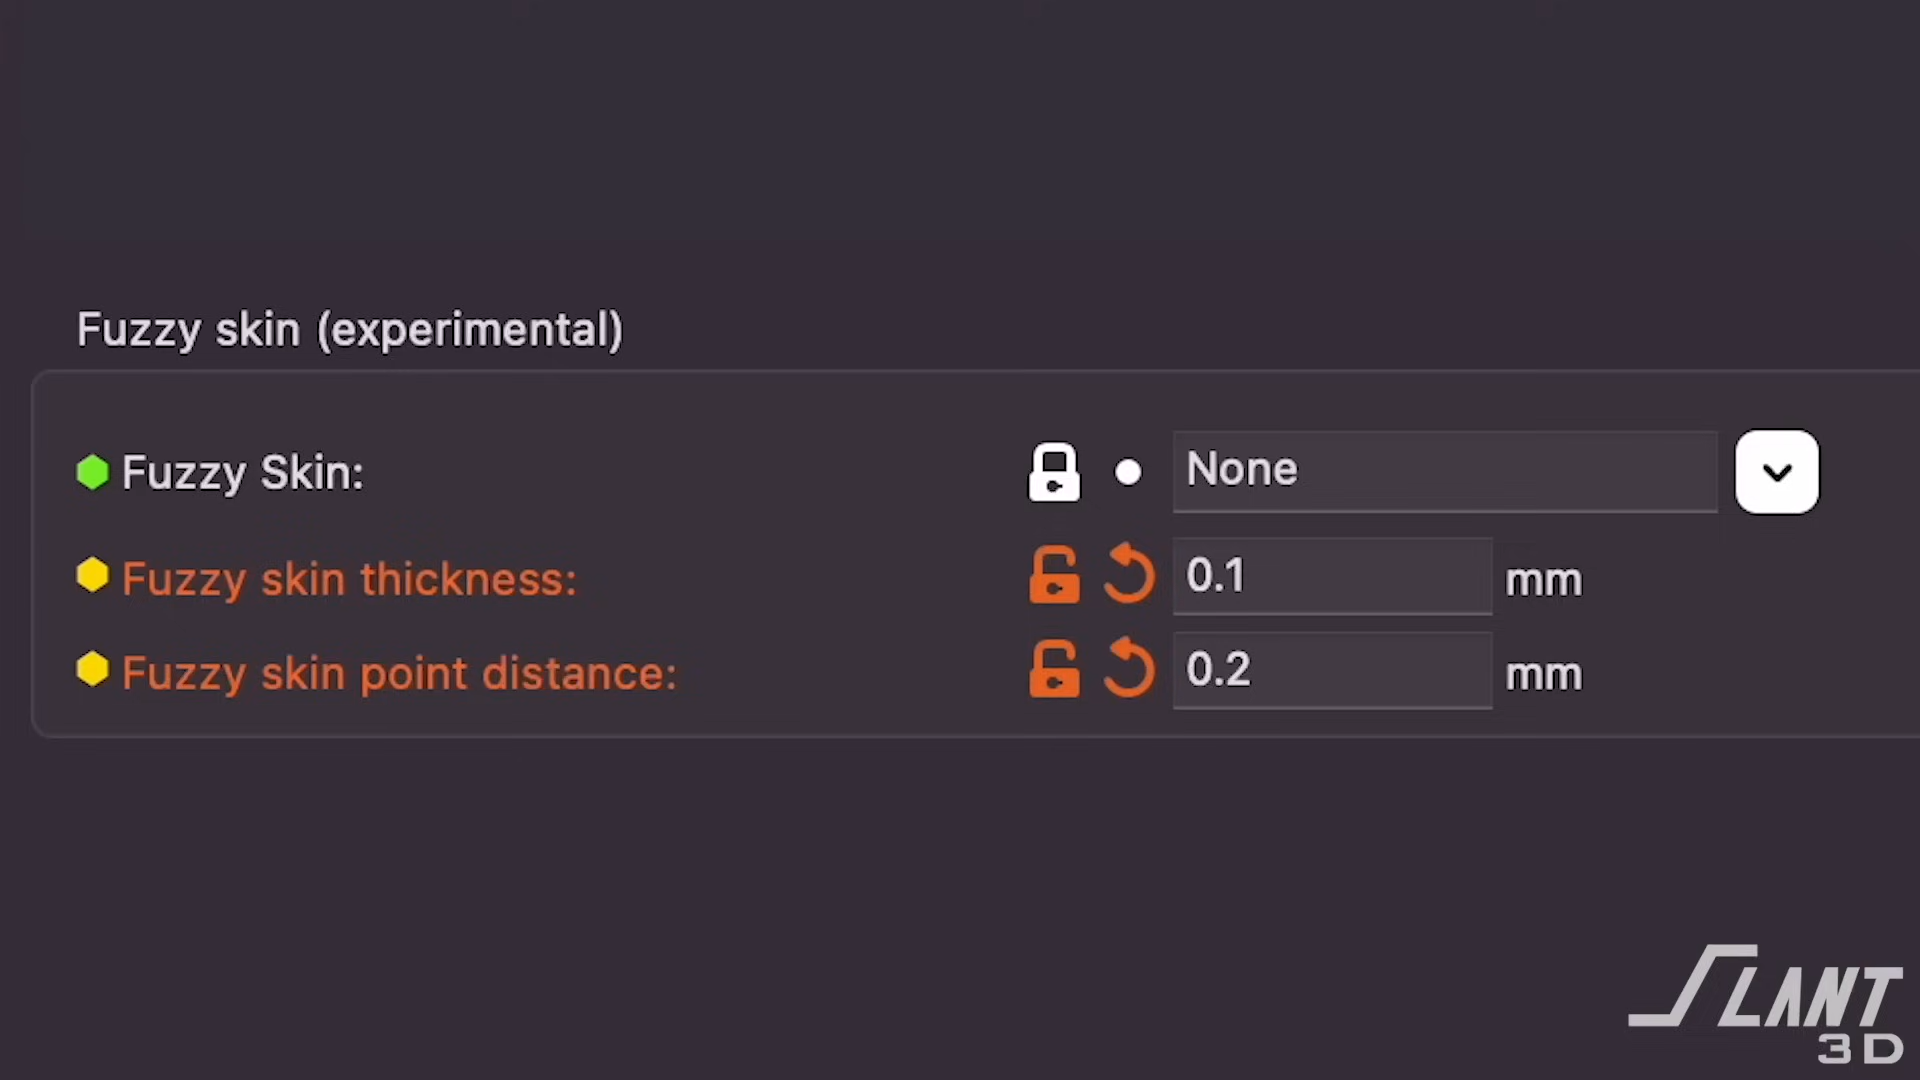 Fuzzy skin (experimental)
Fuzzy Skin: None
Fuzzy skin thickness: 0.1 mm
Fuzzy skin point distance: 0.2 mm
SLANT
3D